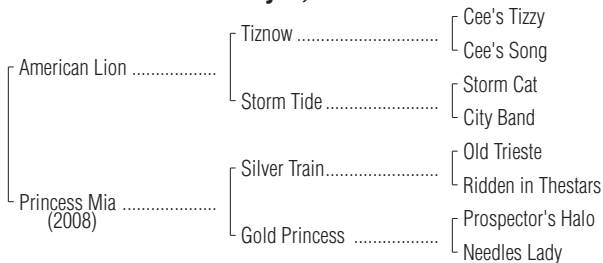 Cee's Tizzy
Tiznow ........................................
Cee's Song
American Lion ..................
Storm Cat
Storm Tide ................................
City Band
Old Trieste
Silver Train................................
Ridden in Thestars
Princess Mia ....................
(2008)
Prospector's Halo
Gold Princess ........................
Needles Lady